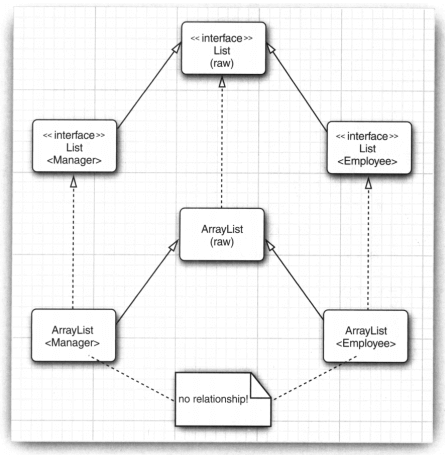 << interface >>
List
(raw)
<< interface >>
List
<Manager>
<< interface >>
List
<Employee>
ArrayList
(raw)
ArrayList
<Manager>
ArrayList
<Employee>
no relationship!